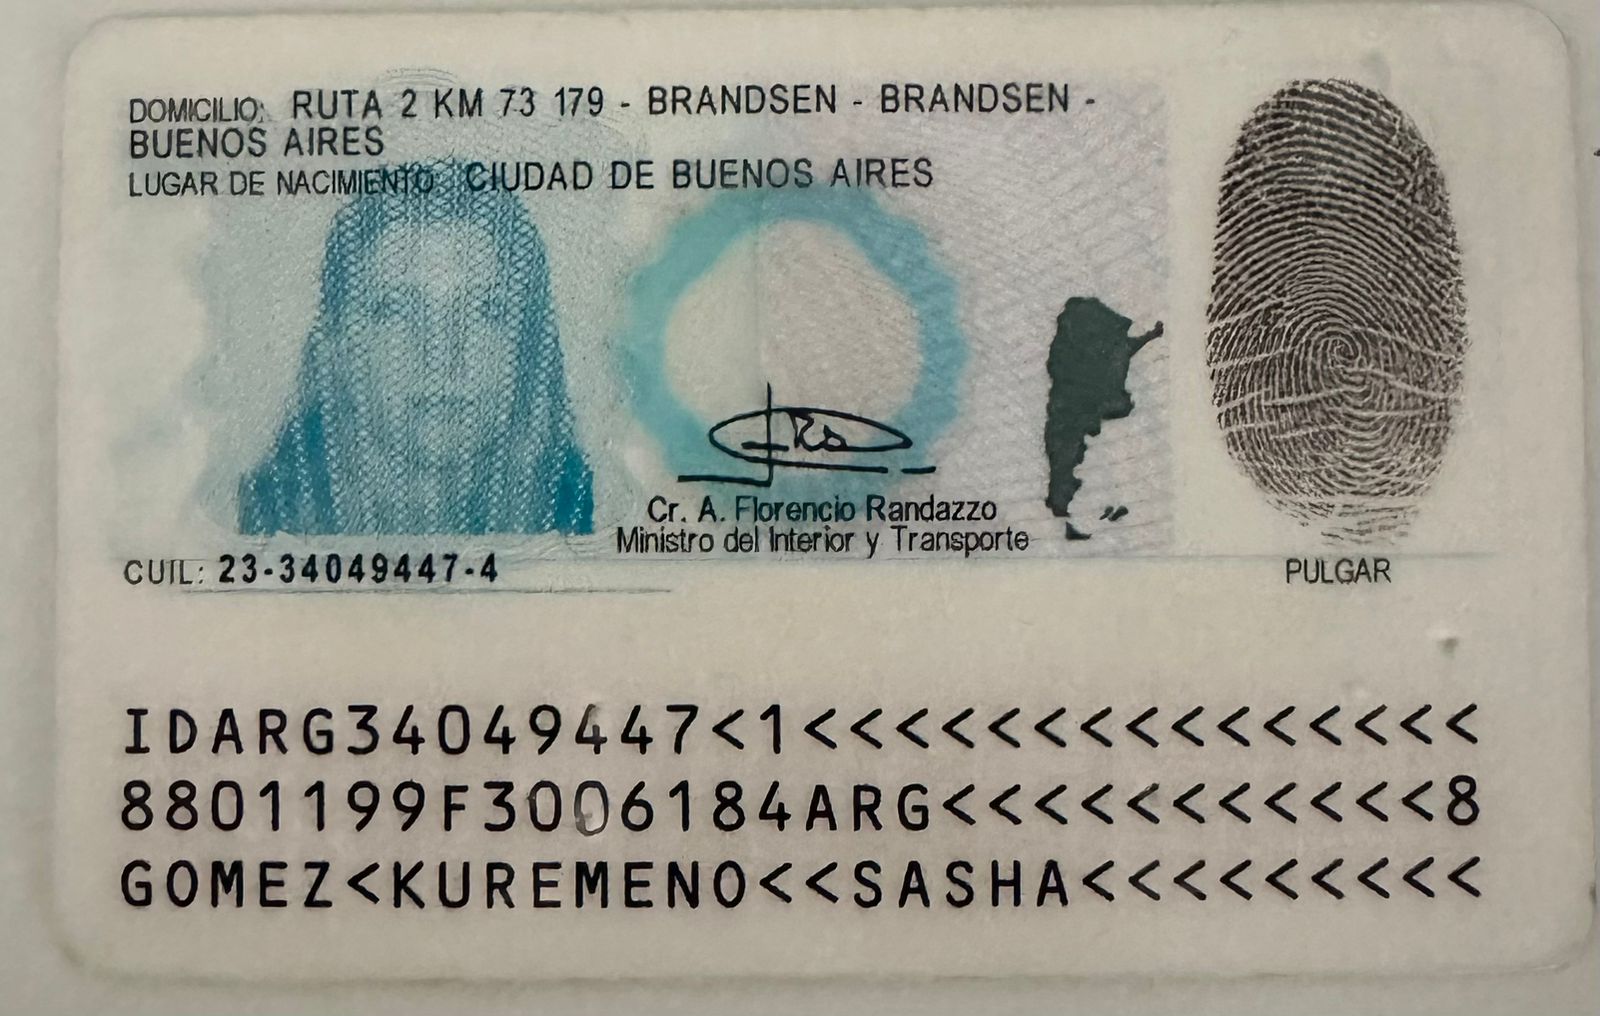 DOMICILIO: RUTA 2 KM 73 179 - BRANDSEN - BRANDSEN -
BUENOS AIRES
LUGAR DE NACIMIENTO: CIUDAD DE BUENOS AIRES
Cr. A. Florencio Randazzo
Ministro del Interior y Transporte
CUIL: 23-34049447-4
PULGAR
IDARG34049447<1<<<<<<<<<<<<<<<
8801199F3006184ARG<<<<<<<<<<<8
GOMEZ<KUREMENO<<SASHA<<<<<<<<<